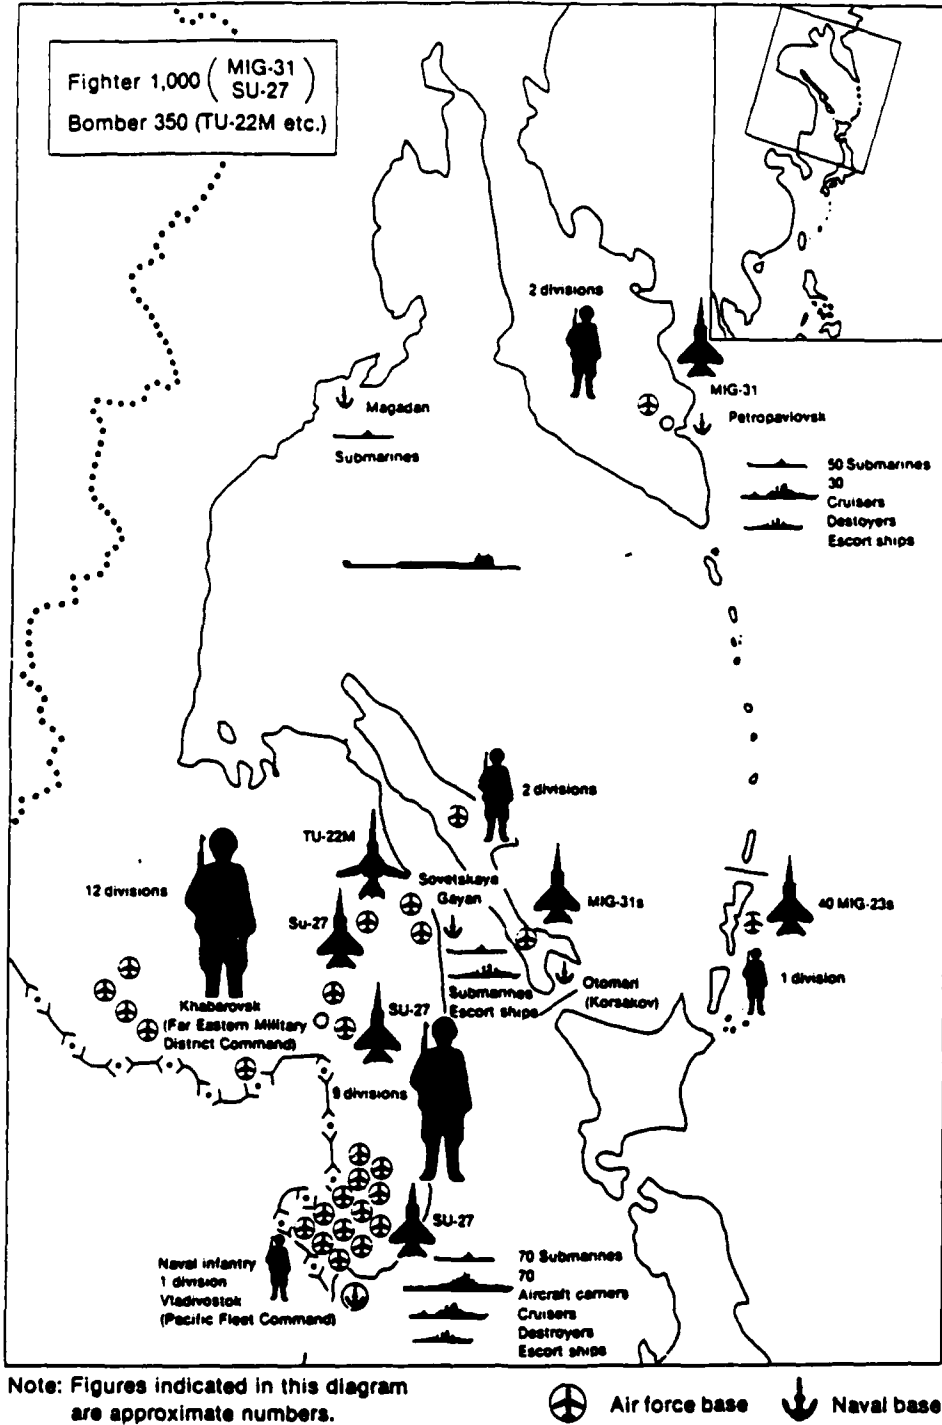 Fighter 1,000 ( MIG-31
SU-27 )
Bomber 350 (TU-22M etc.)
2 divisions
MIG-31
Petropavlovsk
Magadan
Submarines
50 Submarines
30
Cruisers
Destoyers
Escort ships
2 divisions
TU-22M
12 divisions
Sovetskaya
Gavan
MIG-31s
40 MIG-23s
Su-27
Submarines
Escort ships
Otomari
(Korsakov)
1 division
Khabarovsk
(Far Eastern Military
District Command)
SU-27
9 divisions
SU-27
Naval infantry
1 division
Vladivostok
(Pacific Fleet Command)
70 Submarines
70
Aircraft carriers
Cruisers
Destroyers
Escort ships
Note: Figures indicated in this diagram
are approximate numbers.
Air force base
Naval base